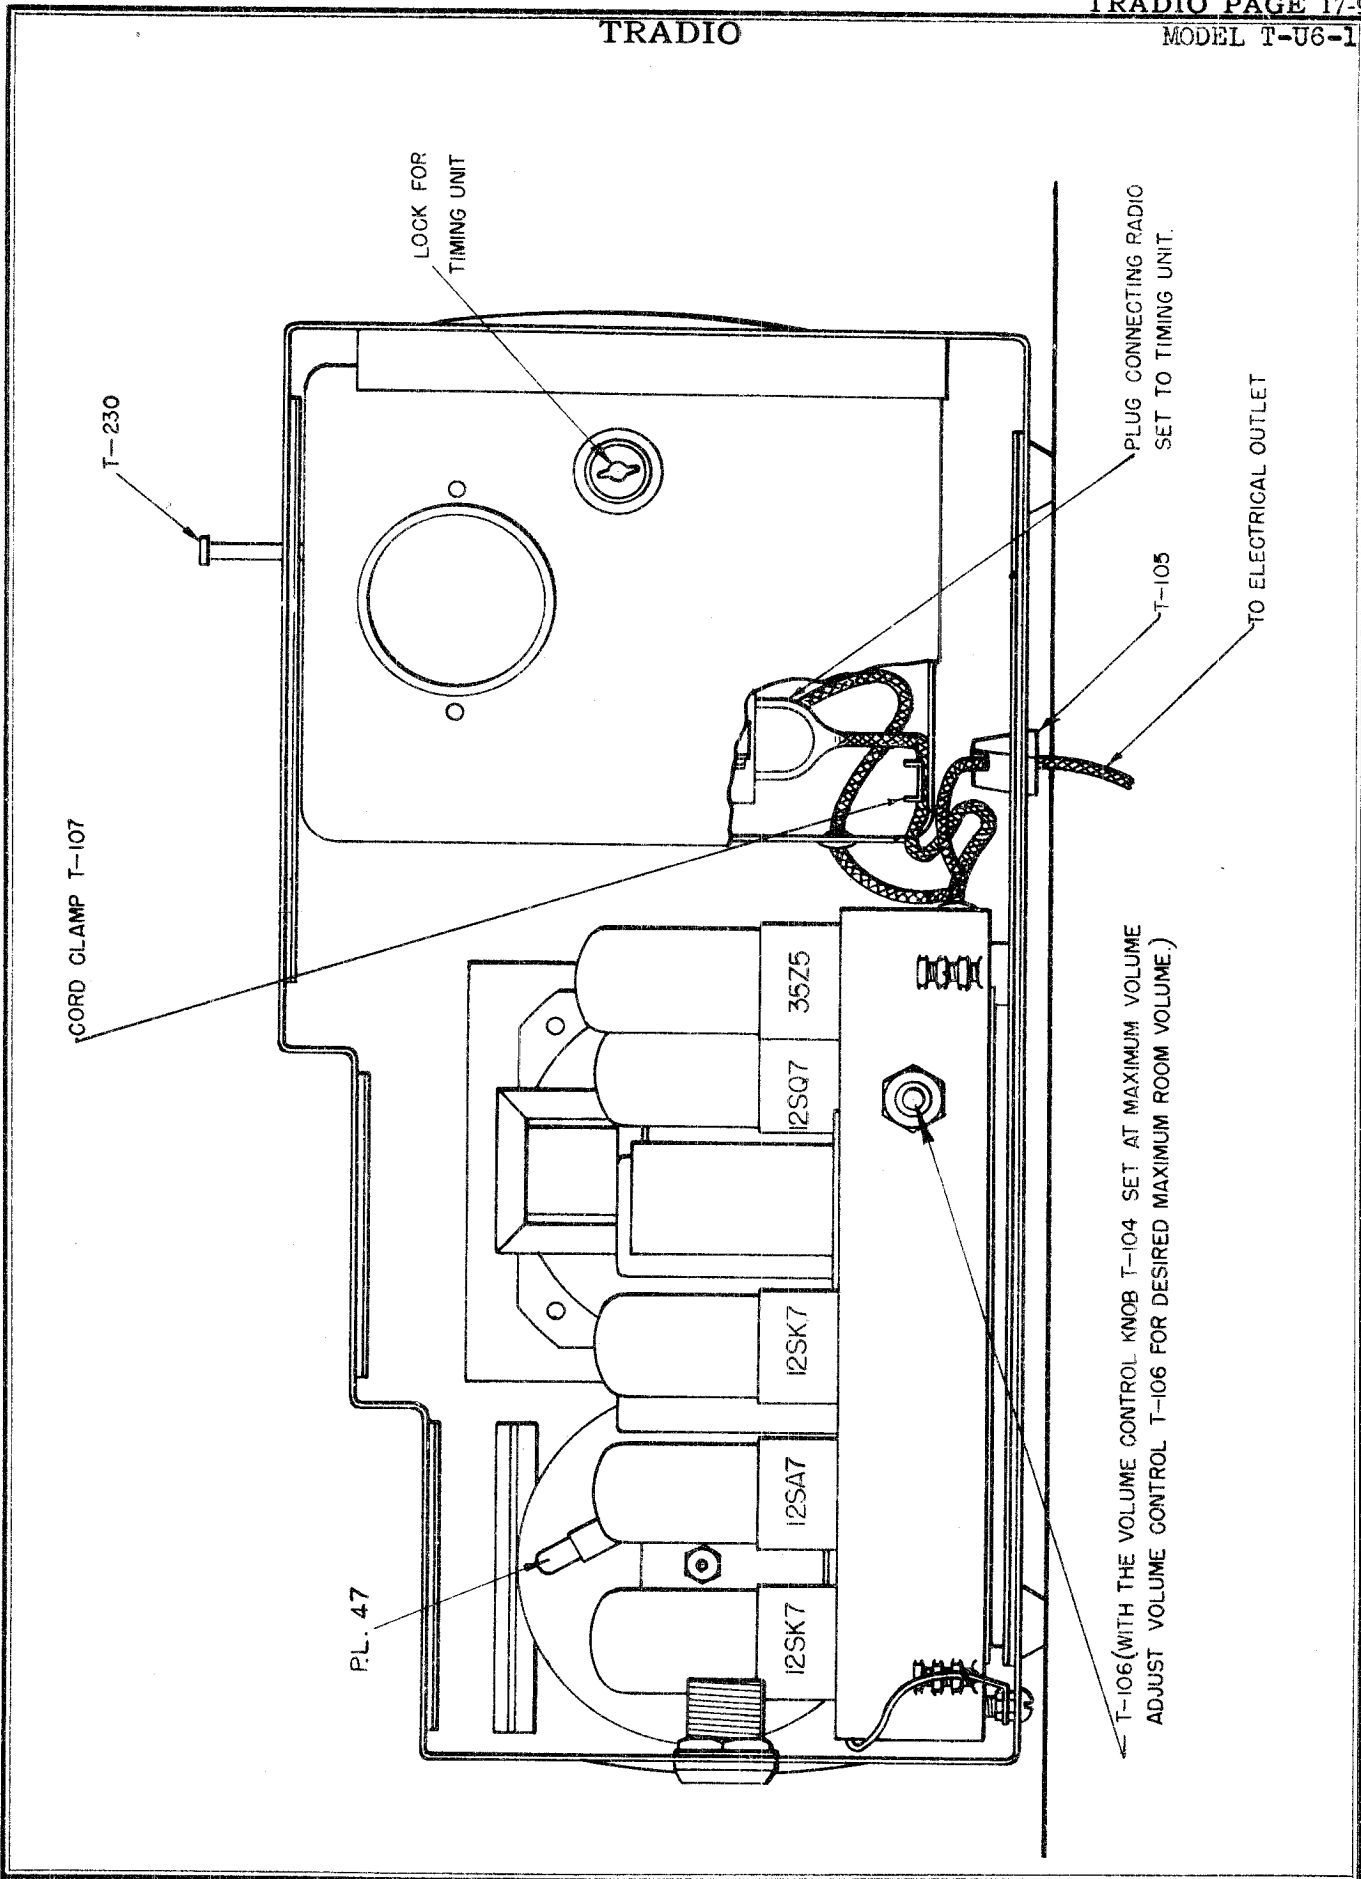 TRADIO PAGE 17-9
TRADIO
MODEL T-U6-1
LOCK FOR
TIMING UNIT
T-230
PLUG CONNECTING RADIO
SET TO TIMING UNIT.
TO ELECTRICAL OUTLET
T-105
CORD CLAMP T-107
35Z5
12SQ7
12SK7
12SA7
12SK7
P.L. 47
T-106 (WITH THE VOLUME CONTROL KNOB T-104 SET AT MAXIMUM VOLUME
ADJUST VOLUME CONTROL T-106 FOR DESIRED MAXIMUM ROOM VOLUME.)